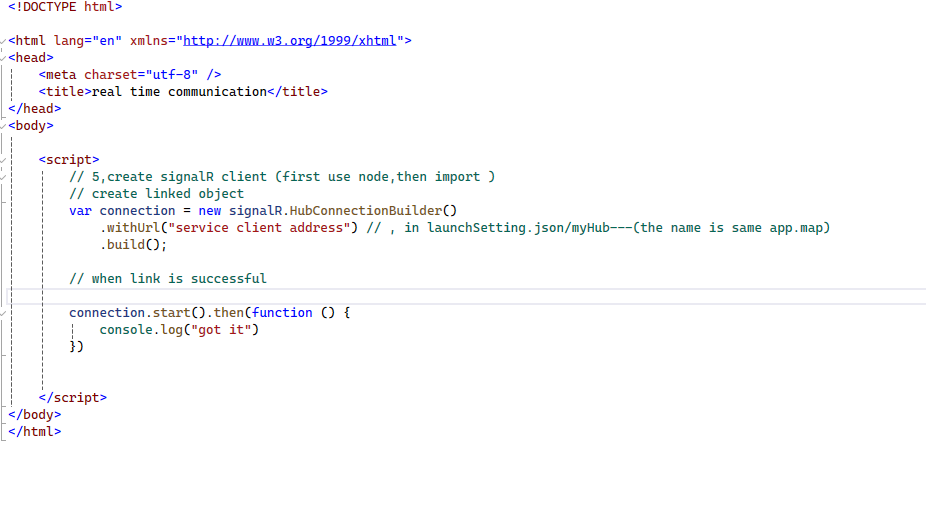 <!DOCTYPE html>
<html lang="en" xmlns="http://www.w3.org/1999/xhtml">
<head>
<meta charset="utf-8" />
<title>real time communication</title>
</head>
<body>
<script>
// 5,create signalR client (first use node,then import )
// create linked object
var connection = new signalR.HubConnectionBuilder()
.withUrl("service client address") // , in launchSetting.json/myHub---(the name is same app.map)
.build();
// when link is successful
connection.start().then(function () {
console.log("got it")
})
</script>
</body>
</html>